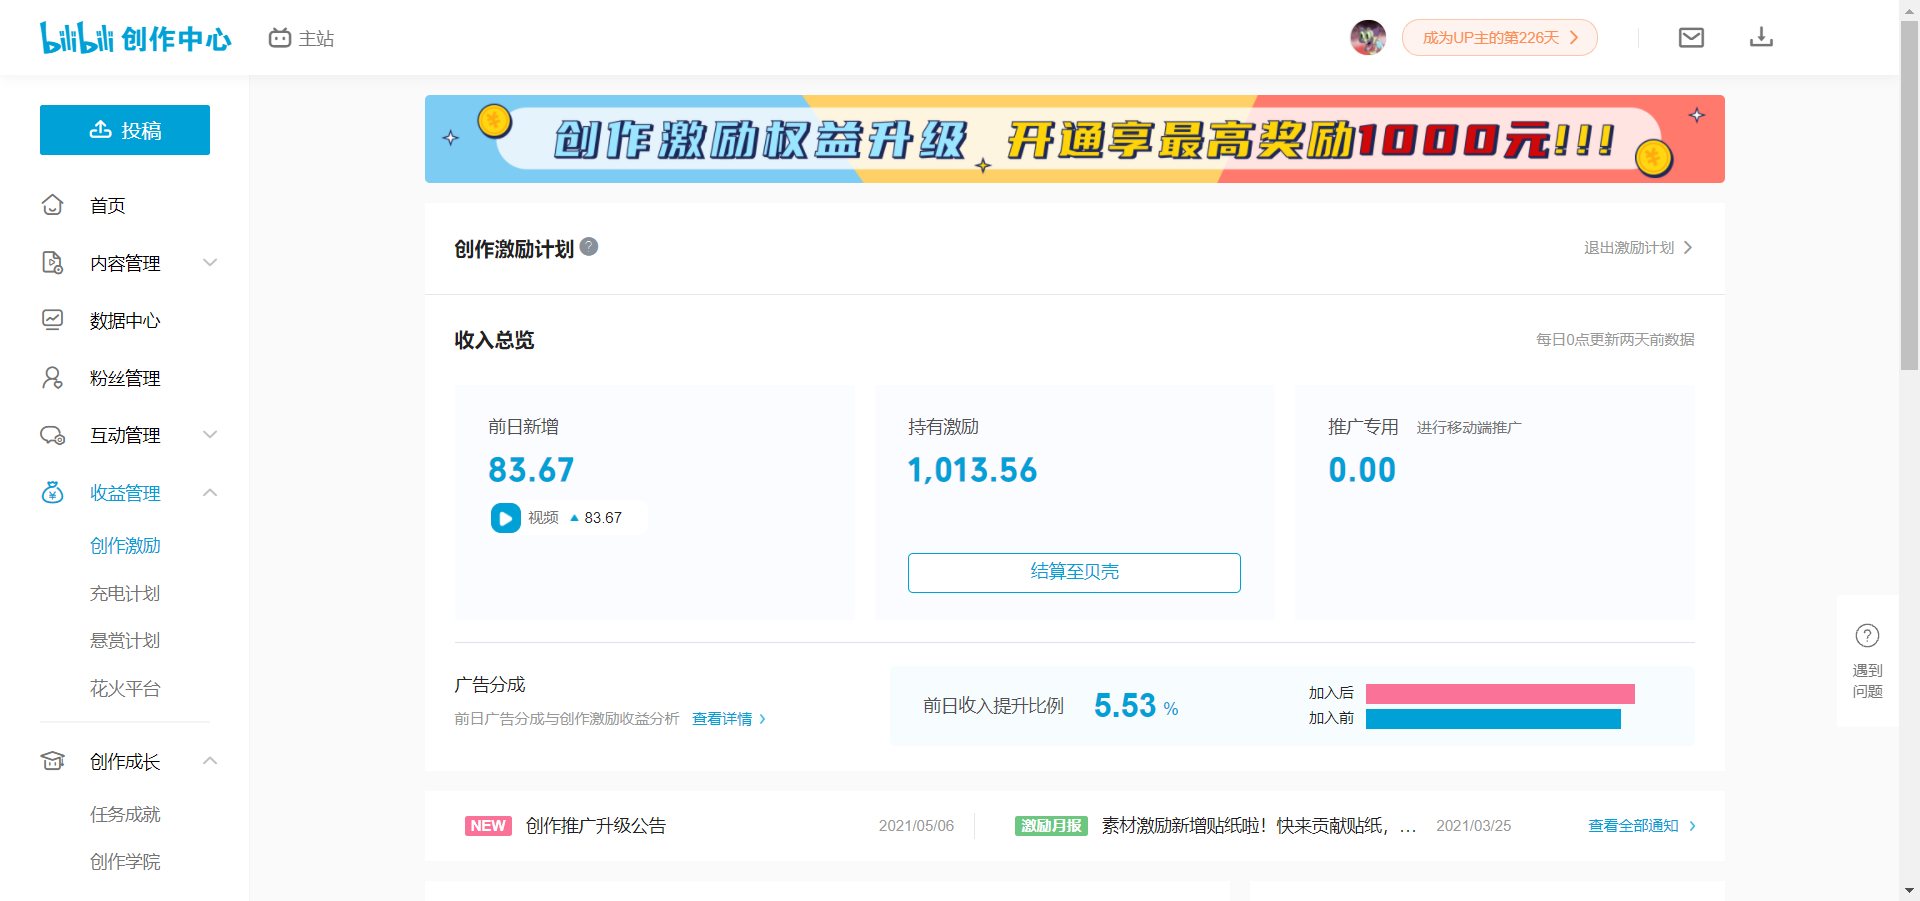 bilibili 创作中心
主站
成为UP主的第226天
投稿
首页
内容管理
数据中心
粉丝管理
互动管理
收益管理
创作激励
充电计划
悬赏计划
花火平台
创作成长
任务成就
创作学院
创作激励权益升级 开通享最高奖励1000元!!!
创作激励计划 ?
退出激励计划
收入总览
每日0点更新两天前数据
前日新增
83.67
视频 83.67
持有激励
1,013.56
结算至贝壳
推广专用 进行移动端推广
0.00
广告分成
前日广告分成与创作激励收益分析 查看详情
前日收入提升比例 5.53 %
加入后
加入前
NEW 创作推广升级公告 2021/05/06
激励月报 素材激励新增贴纸啦！快来贡献贴纸，... 2021/03/25
查看全部通知
?
遇到
问题